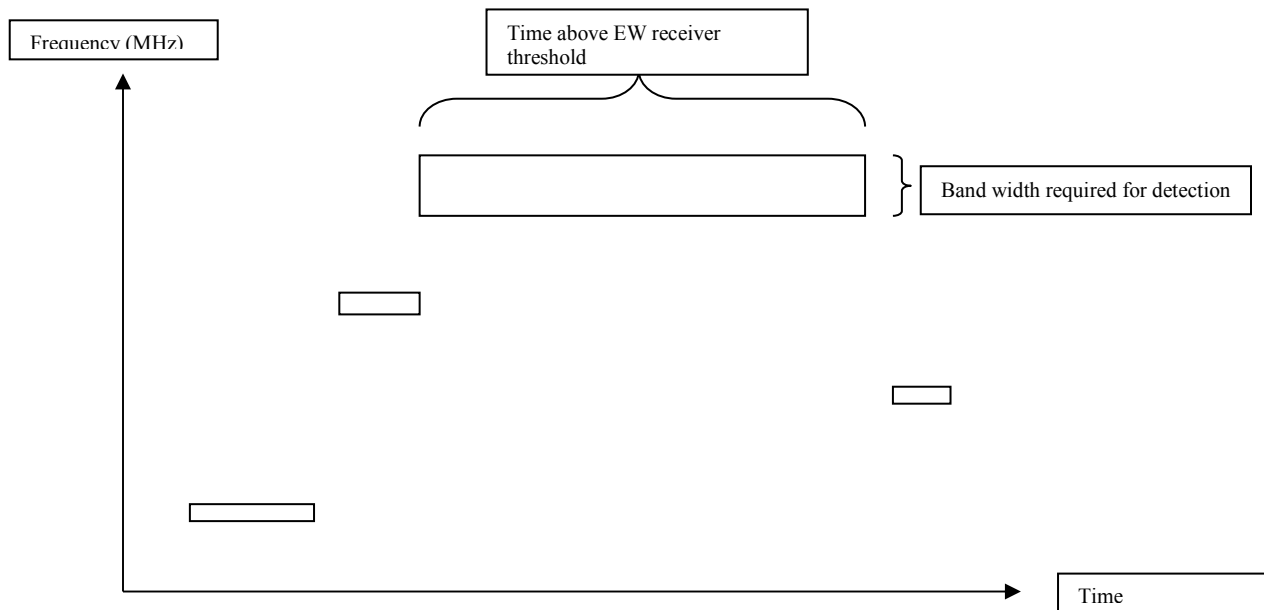 Frequency (MHz)
Time above EW receiver
threshold
Band width required for detection
Time